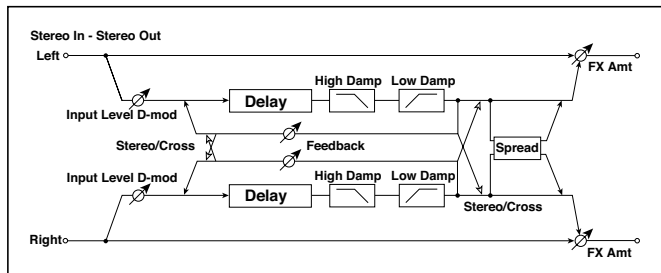 Stereo In - Stereo Out
Left
FX Amt
High Damp
Low Damp
Delay
Input Level D-mod
Stereo/Cross
Feedback
Spread
Input Level D-mod
High Damp
Low Damp
Delay
Stereo/Cross
Right
FX Amt